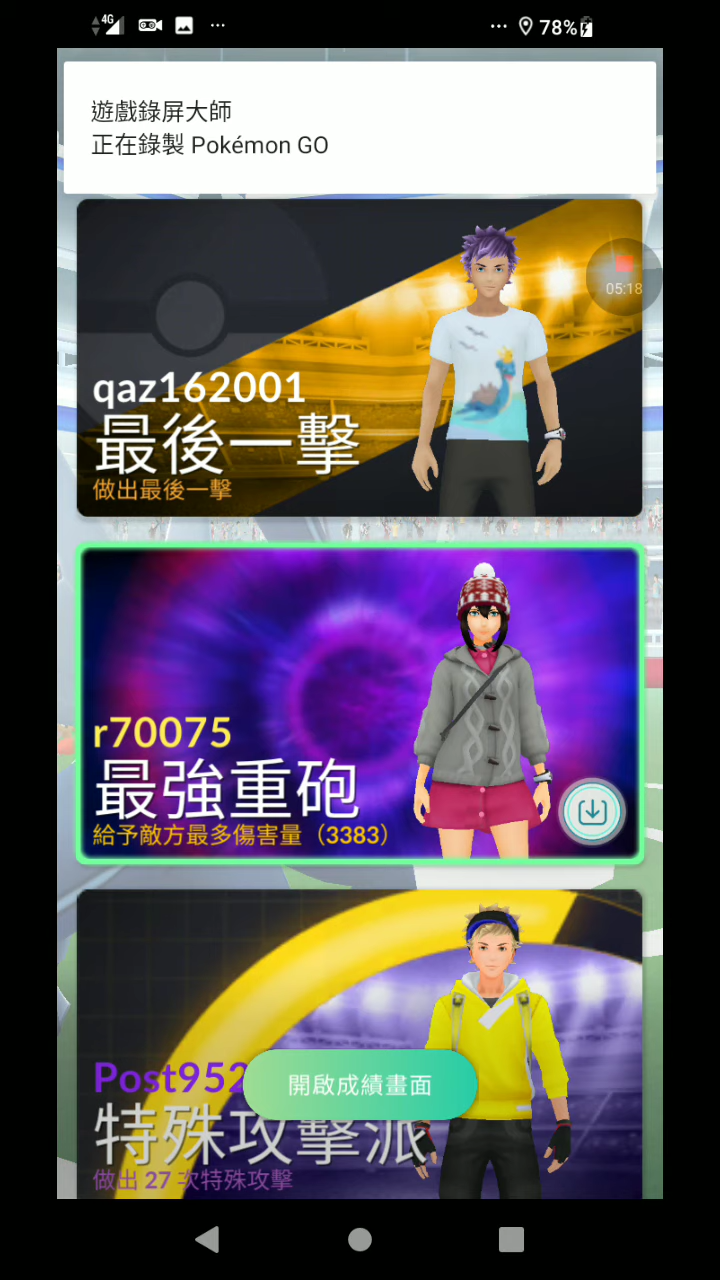 4G
78%
遊戲錄屏大師
正在錄製 Pokémon GO
05:18
qaz162001
最後一擊
做出最後一擊
r70075
最強重砲
給予敵方最多傷害量（3383）
Post952
開啟成績畫面
特殊攻擊派
做出 27 次特殊攻擊